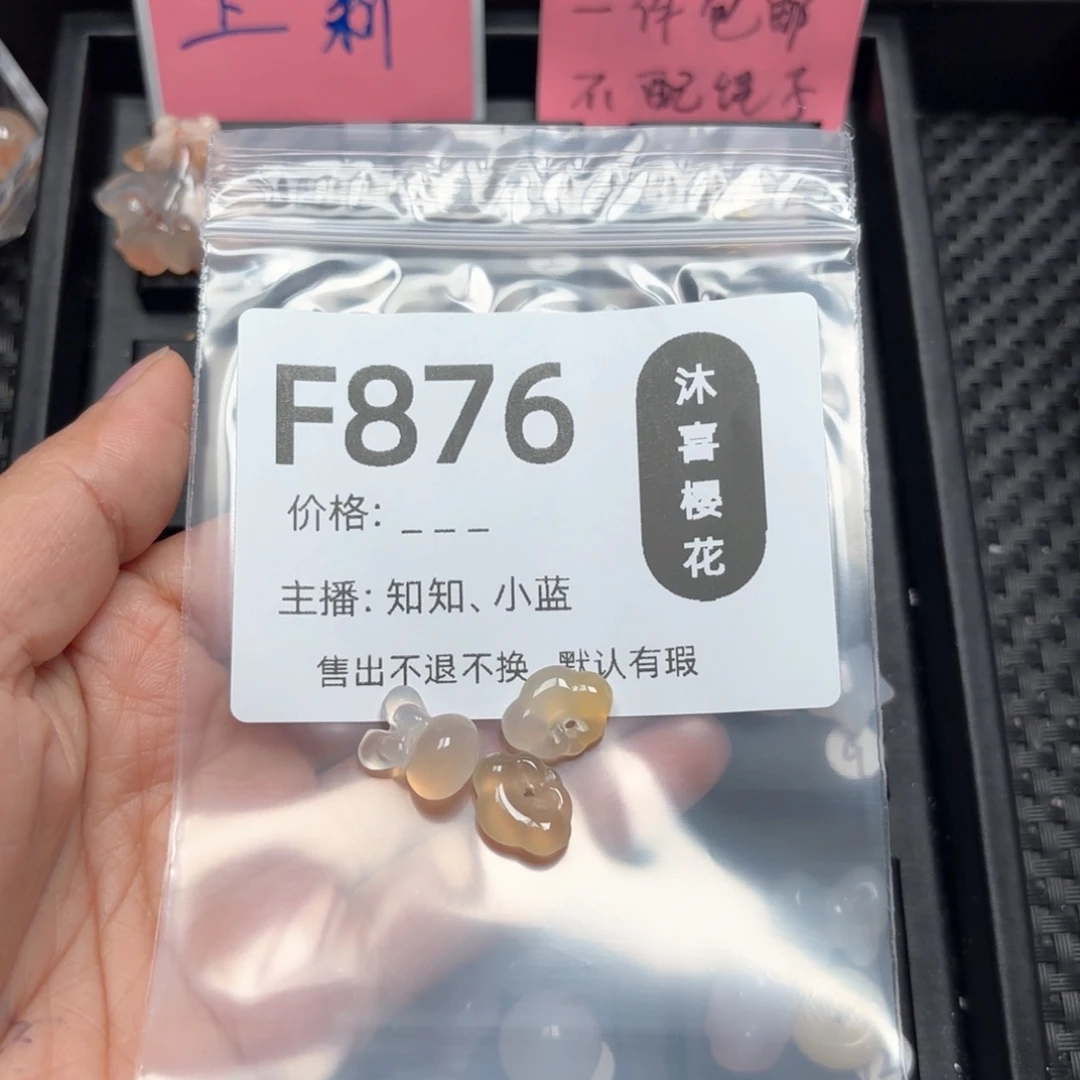 上新
一件包邮
不配绳子
F876
价格: _ _ _
主播: 知知、小蓝
售出不退不换 默认有瑕
沐喜樱花